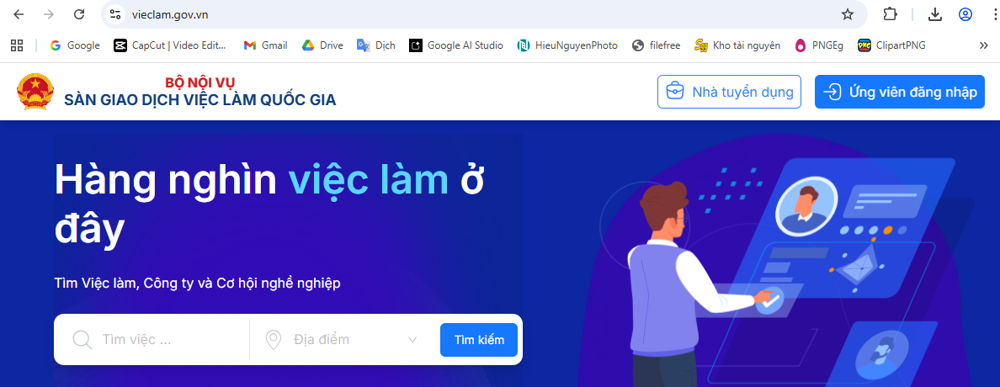 vieclam.gov.vn
Google CapCut | Video Edit... Gmail Drive Dịch Google AI Studio HieuNguyenPhoto filefree Kho tài nguyên PNGEg ClipartPNG
BỘ NỘI VỤ
SÀN GIAO DỊCH VIỆC LÀM QUỐC GIA
Nhà tuyển dụng
Ứng viên đăng nhập
Hàng nghìn việc làm ở
đây
Tìm Việc làm, Công ty và Cơ hội nghề nghiệp
Tìm việc ... Địa điểm Tìm kiếm